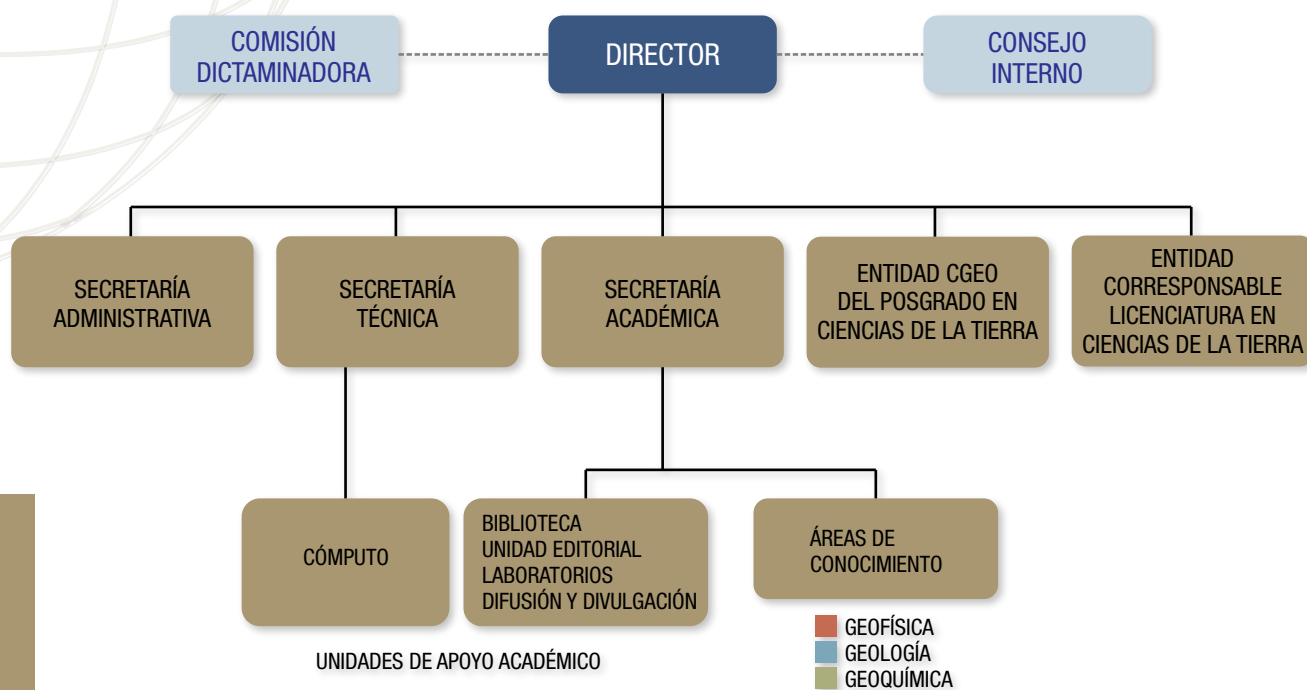 COMISIÓN
DICTAMINADORA
DIRECTOR
CONSEJO
INTERNO
SECRETARÍA
ADMINISTRATIVA
SECRETARÍA
TÉCNICA
SECRETARÍA
ACADÉMICA
ENTIDAD CGEO
DEL POSGRADO EN
CIENCIAS DE LA TIERRA
ENTIDAD
CORRESPONSABLE
LICENCIATURA EN
CIENCIAS DE LA TIERRA
CÓMPUTO
BIBLIOTECA
UNIDAD EDITORIAL
LABORATORIOS
DIFUSIÓN Y DIVULGACIÓN
ÁREAS DE
CONOCIMIENTO
UNIDADES DE APOYO ACADÉMICO
GEOFÍSICA
GEOLOGÍA
GEOQUÍMICA